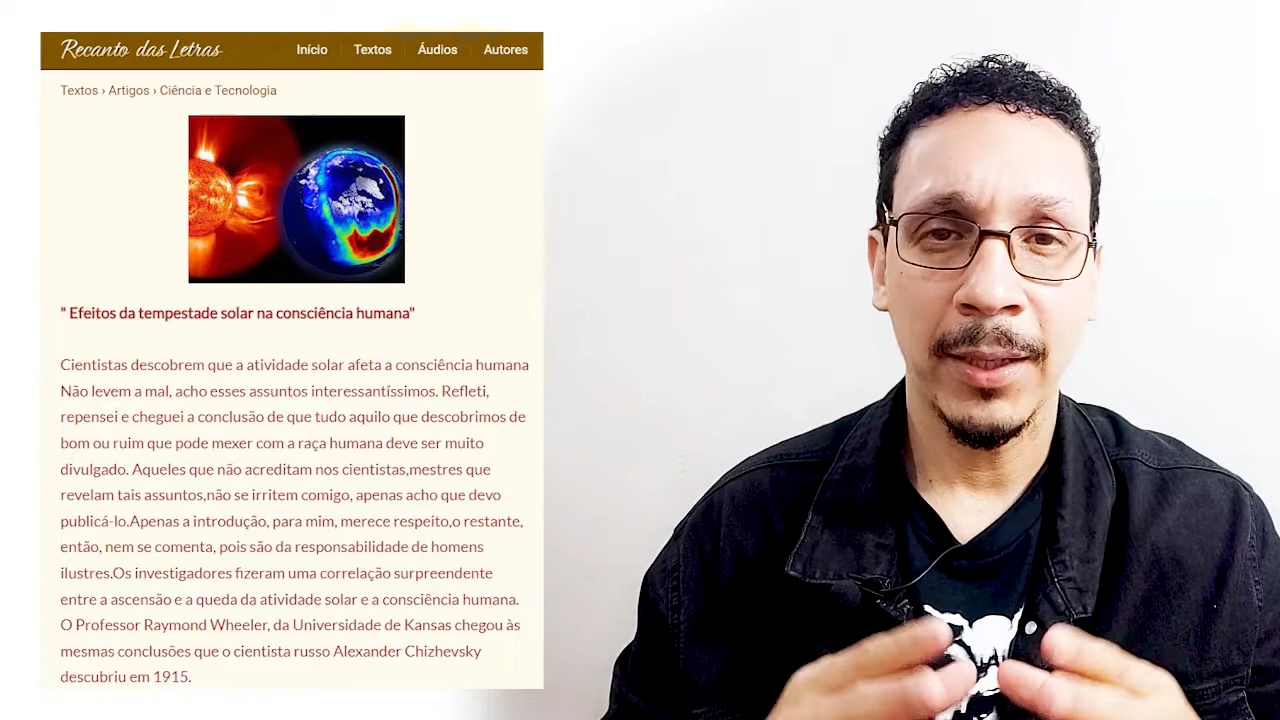 Recanto das Letras
Início Textos Áudios Autores
Textos › Artigos › Ciência e Tecnologia
" Efeitos da tempestade solar na consciência humana"
Cientistas descobrem que a atividade solar afeta a consciência humana
Não levem a mal, acho esses assuntos interessantíssimos. Refleti,
repensei e cheguei a conclusão de que tudo aquilo que descobrimos de
bom ou ruim que pode mexer com a raça humana deve ser muito
divulgado. Aqueles que não acreditam nos cientistas,mestres que
revelam tais assuntos,não se irritem comigo, apenas acho que devo
publicá-lo.Apenas a introdução, para mim, merece respeito,o restante,
então, nem se comenta, pois são da responsabilidade de homens
ilustres.Os investigadores fizeram uma correlação surpreendente
entre a ascensão e a queda da atividade solar e a consciência humana.
O Professor Raymond Wheeler, da Universidade de Kansas chegou às
mesmas conclusões que o cientista russo Alexander Chizhevsky
descubriu em 1915.